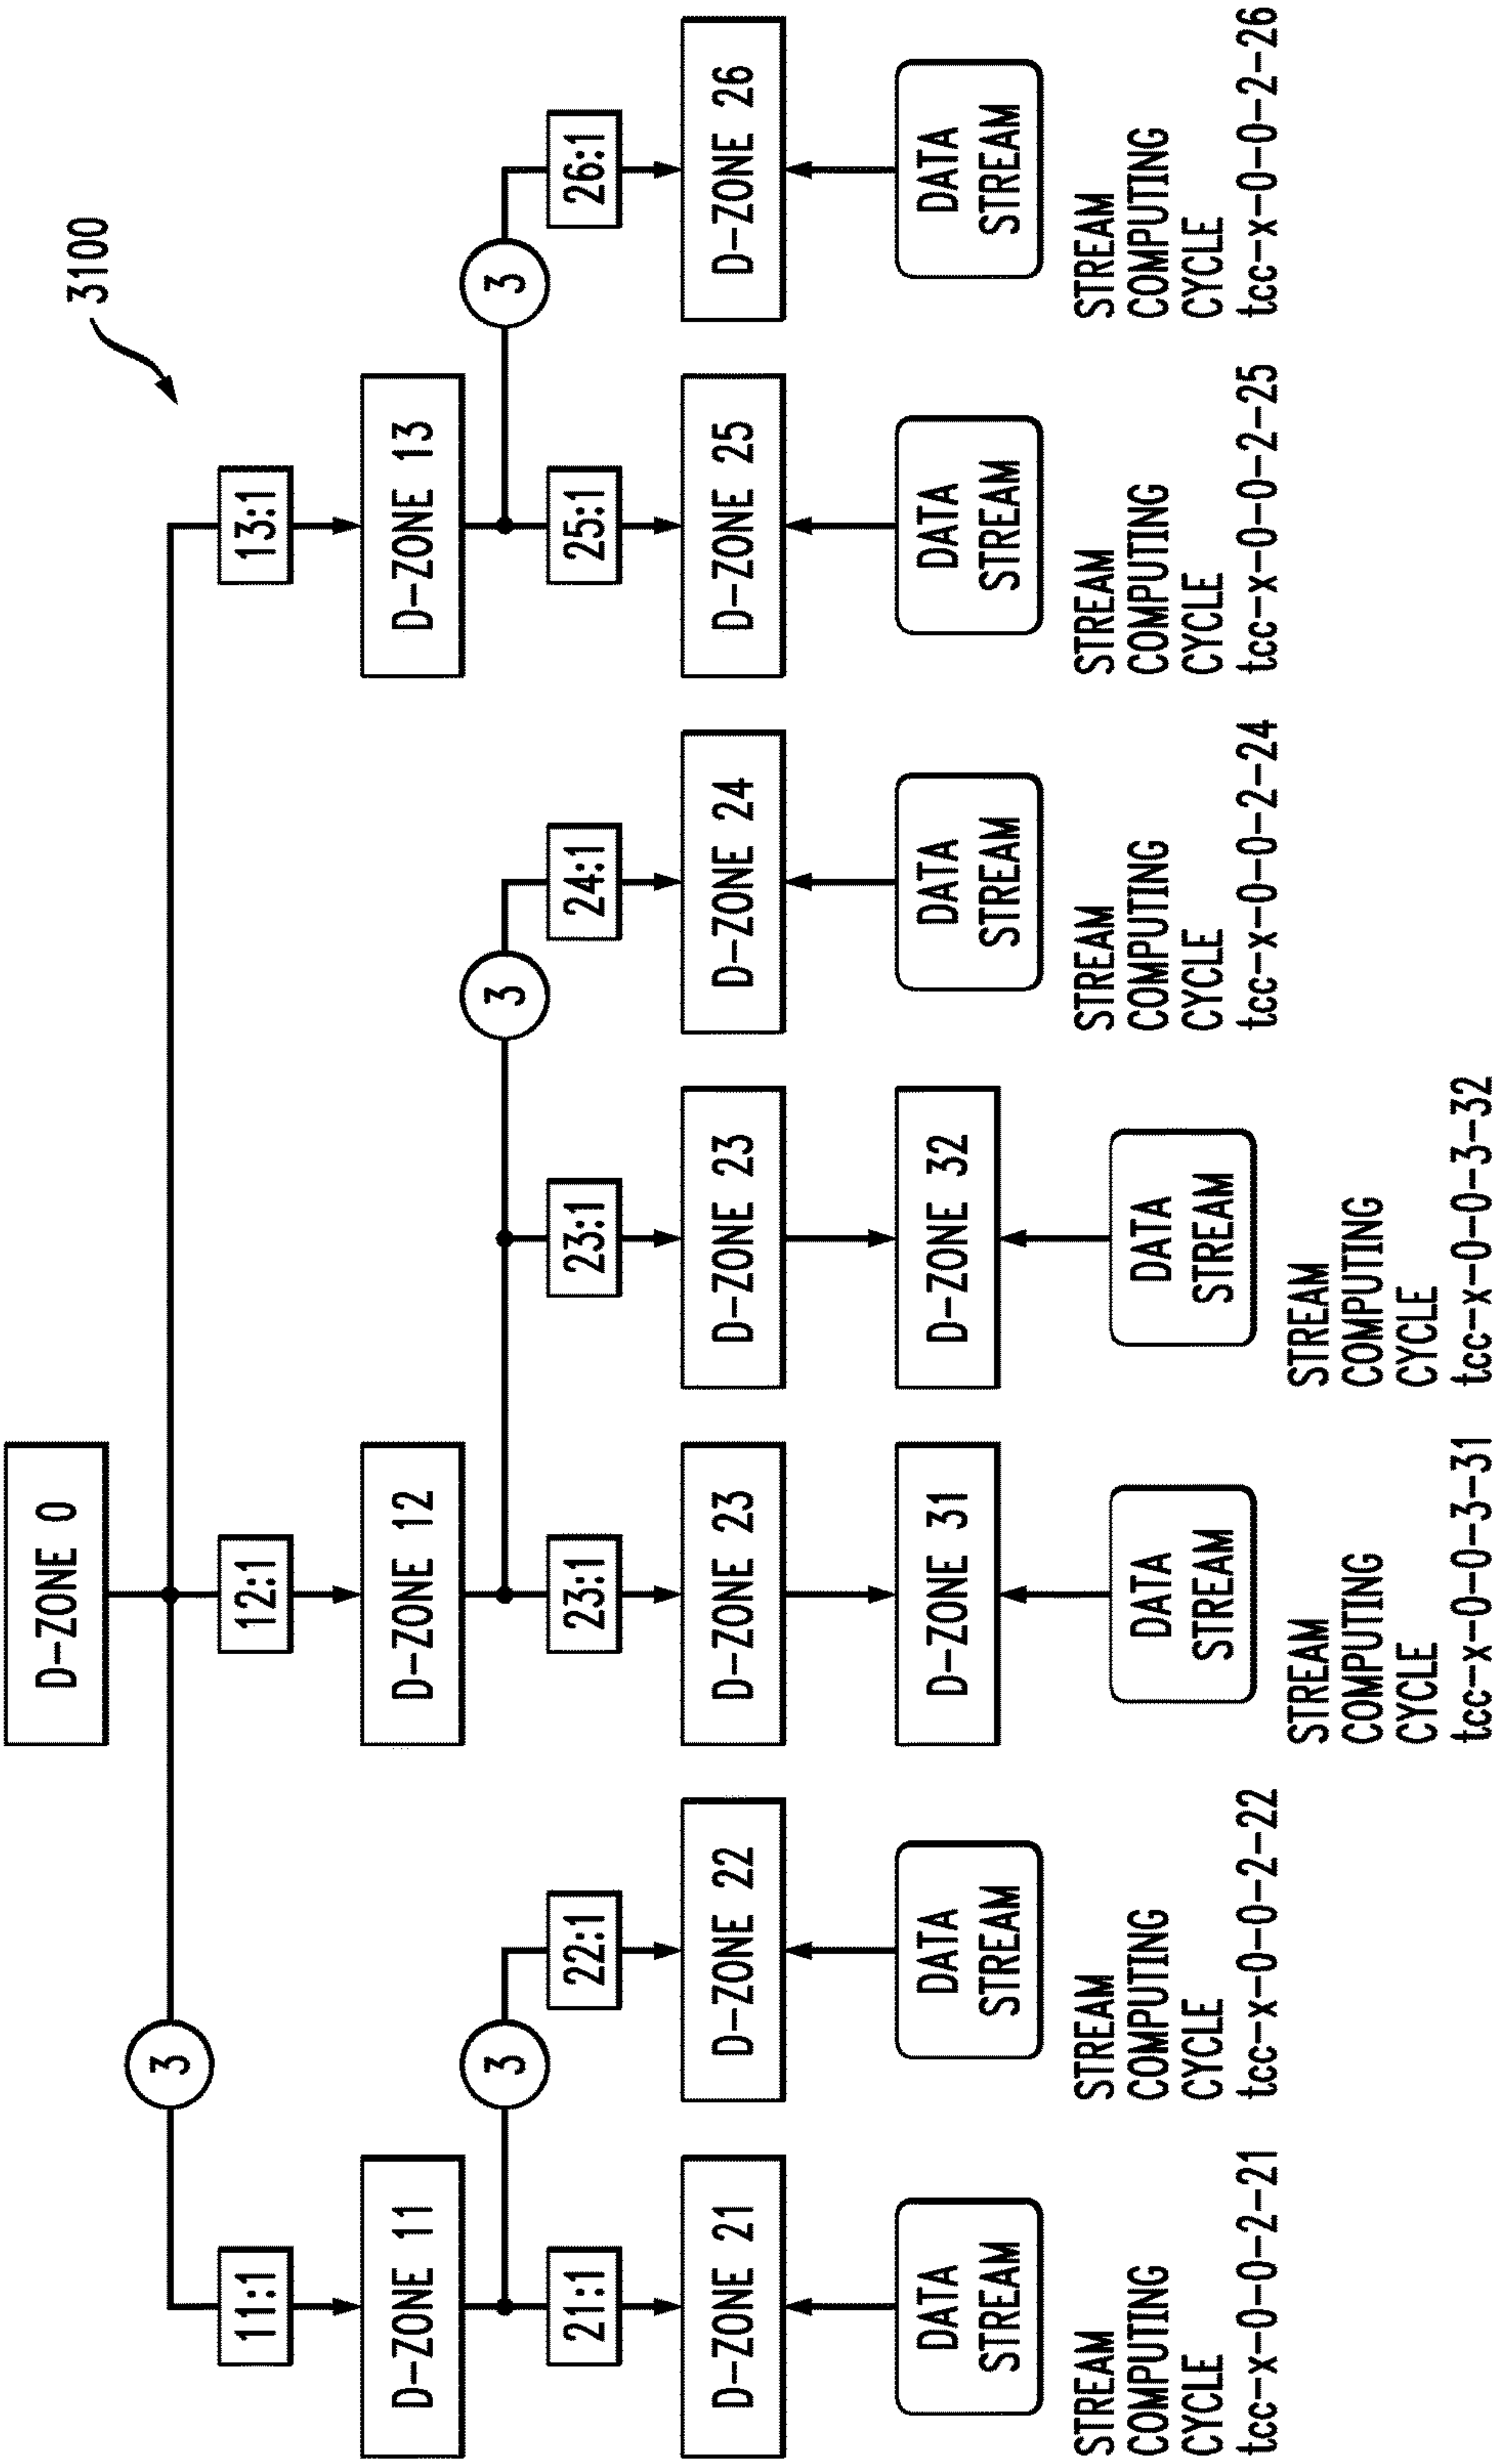 3100
D-ZONE 0
3
11:1
12:1
13:1
D-ZONE 11
D-ZONE 12
D-ZONE 13
3
3
3
21:1
22:1
23:1
23:1
24:1
25:1
26:1
D-ZONE 21
D-ZONE 22
D-ZONE 23
D-ZONE 23
D-ZONE 24
D-ZONE 25
D-ZONE 26
DATA
STREAM
DATA
STREAM
D-ZONE 31
D-ZONE 32
DATA
STREAM
DATA
STREAM
DATA
STREAM
STREAM
COMPUTING
CYCLE
tcc-x-0-0-2-21
STREAM
COMPUTING
CYCLE
tcc-x-0-0-2-22
DATA
STREAM
DATA
STREAM
STREAM
COMPUTING
CYCLE
tcc-x-0-0-2-24
STREAM
COMPUTING
CYCLE
tcc-x-0-0-2-25
STREAM
COMPUTING
CYCLE
tcc-x-0-0-2-26
STREAM
COMPUTING
CYCLE
tcc-x-0-0-3-31
STREAM
COMPUTING
CYCLE
tcc-x-0-0-3-32